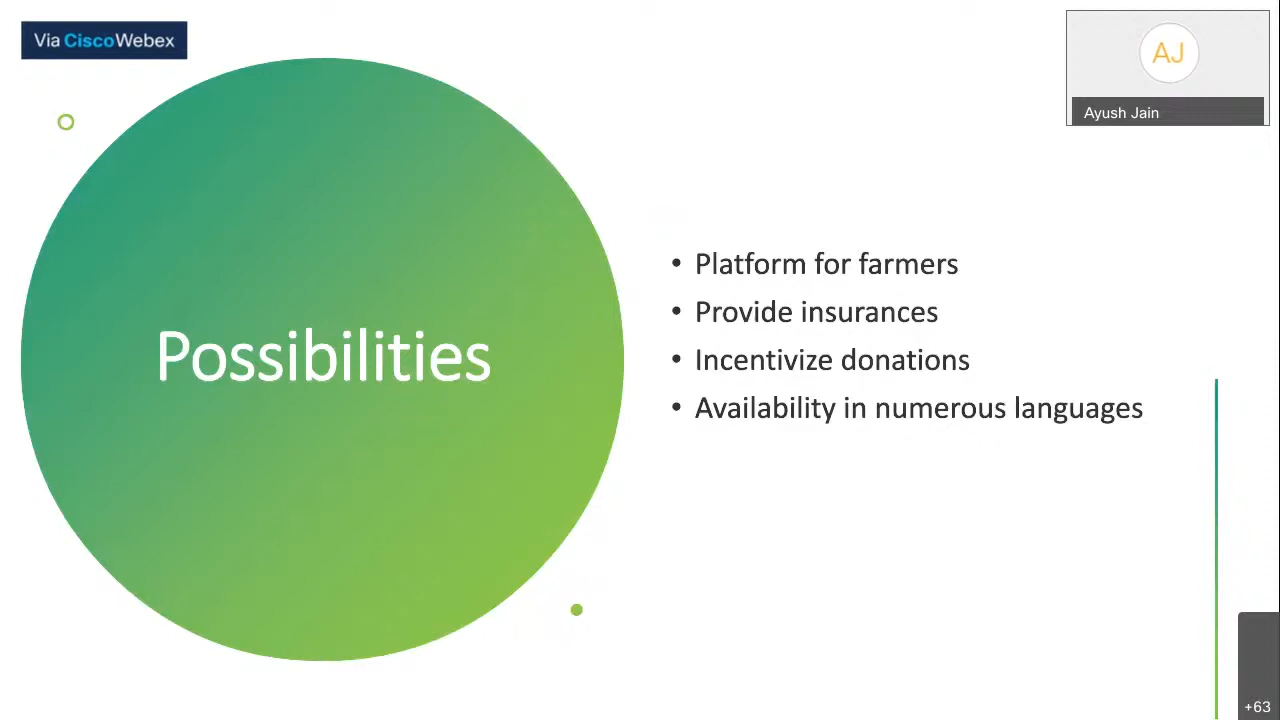 Via CiscoWebex
AJ
Ayush Jain
Possibilities
• Platform for farmers
• Provide insurances
• Incentivize donations
• Availability in numerous languages
+63